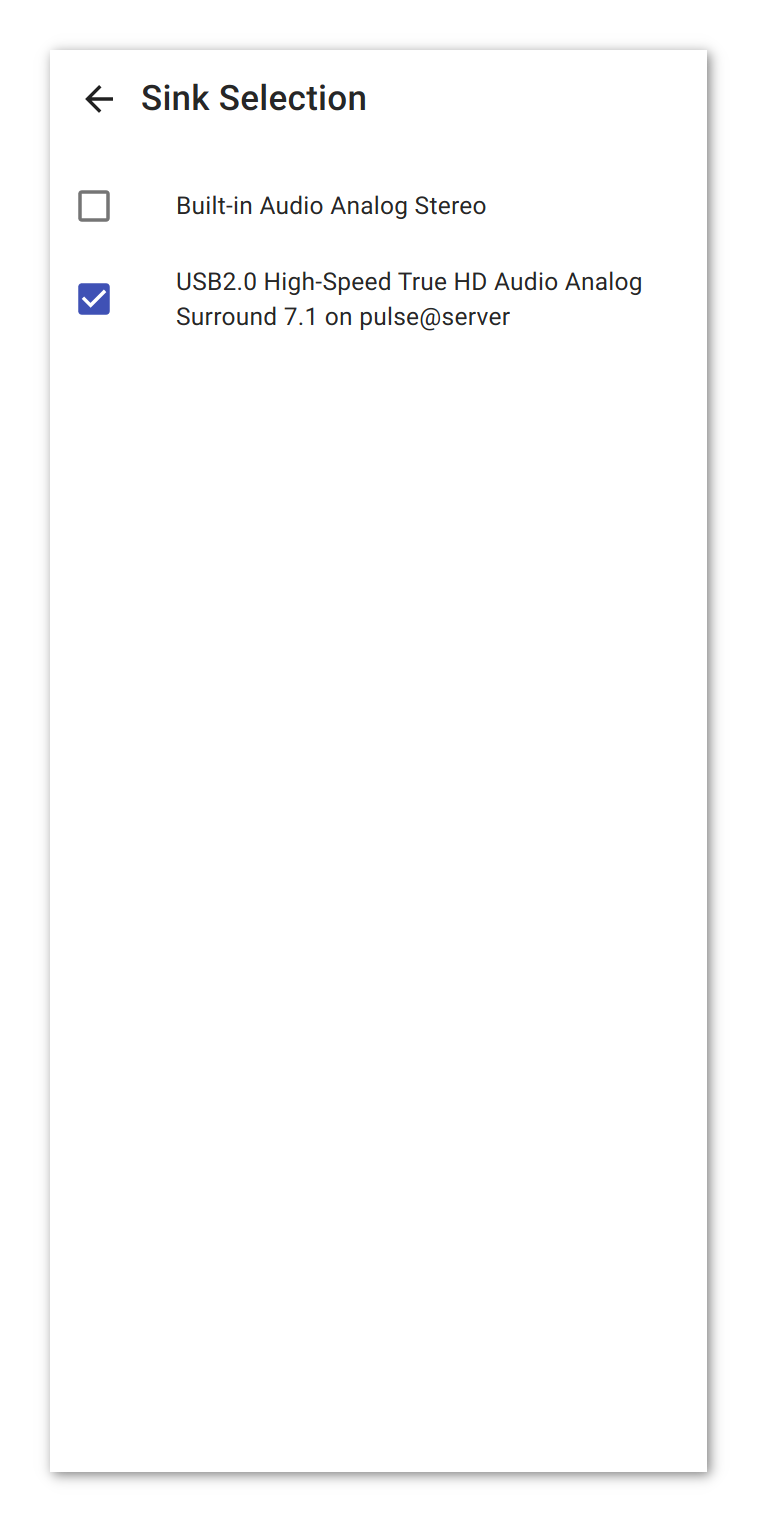 Sink Selection
Built-in Audio Analog Stereo
USB2.0 High-Speed True HD Audio Analog
Surround 7.1 on pulse@server